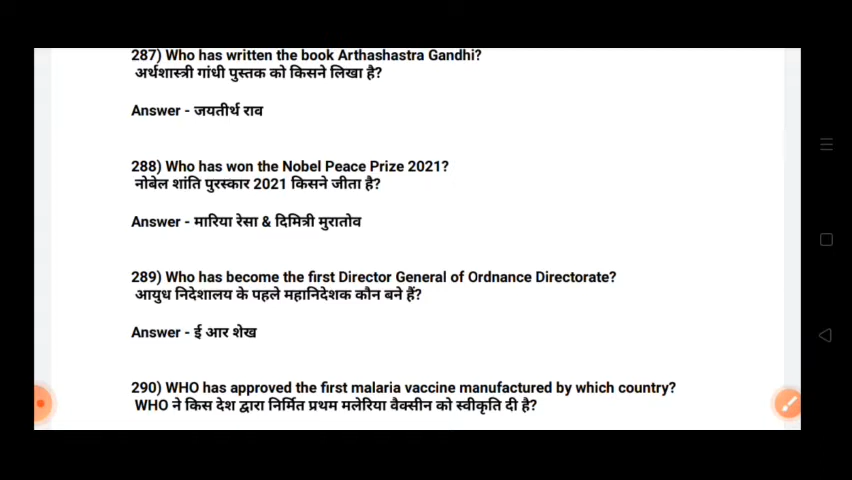 287) Who has written the book Arthashastra Gandhi?
अर्थशास्त्री गांधी पुस्तक को किसने लिखा है?
Answer - जयतीर्थ राव
288) Who has won the Nobel Peace Prize 2021?
नोबेल शांति पुरस्कार 2021 किसने जीता है?
Answer - मारिया रेसा & दिमित्री मुरातोव
289) Who has become the first Director General of Ordnance Directorate?
आयुध निदेशालय के पहले महानिदेशक कौन बने हैं?
Answer - ई आर शेख
290) WHO has approved the first malaria vaccine manufactured by which country?
WHO ने किस देश द्वारा निर्मित प्रथम मलेरिया वैक्सीन को स्वीकृति दी है?